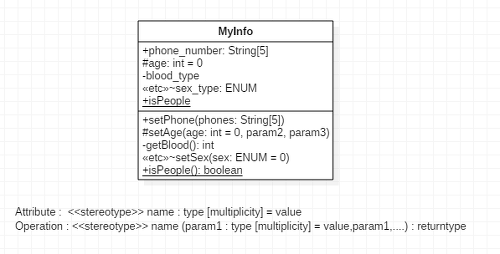 MyInfo
+phone_number: String[5]
#age: int = 0
-blood_type
«etc»~sex_type: ENUM
+isPeople
+setPhone(phones: String[5])
#setAge(age: int = 0, param2, param3)
-getBlood(): int
«etc»~setSex(sex: ENUM = 0)
+isPeople(): boolean
Attribute : <<stereotype>> name : type [multiplicity] = value
Operation : <<stereotype>> name (param1 : type [multiplicity] = value,param1,....) : returntype